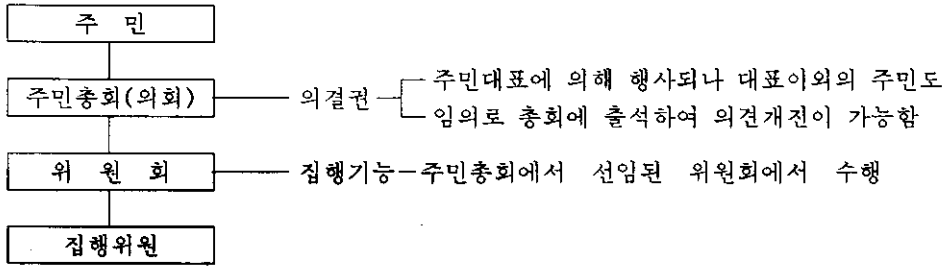 주 민
주민총회(의회)
의결권
주민대표에 의해 행사되나 대표이외의 주민도
임의로 총회에 출석하여 의견개전이 가능함
위 원 회
집행기능－주민총회에서 선임된 위원회에서 수행
집행위원